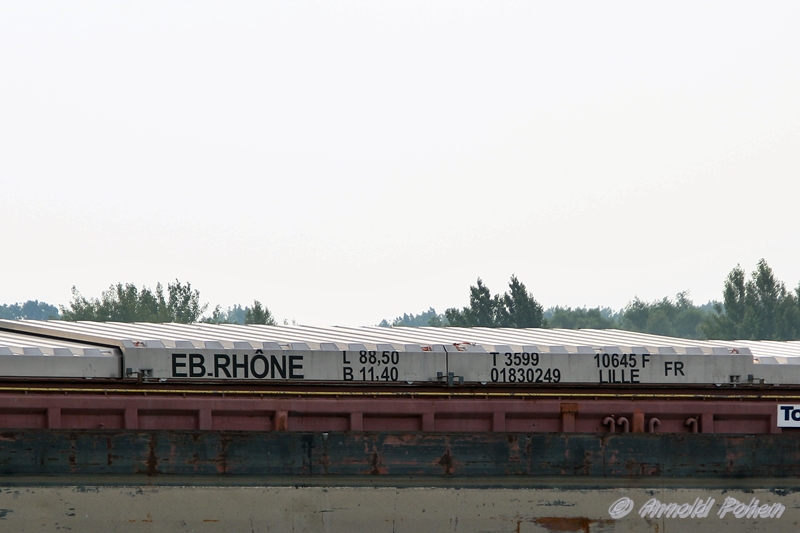 EB.RHÔNE
L 88,50
B 11,40
T 3599
01830249
10645 F
LILLE
FR
© Arnold Pohen